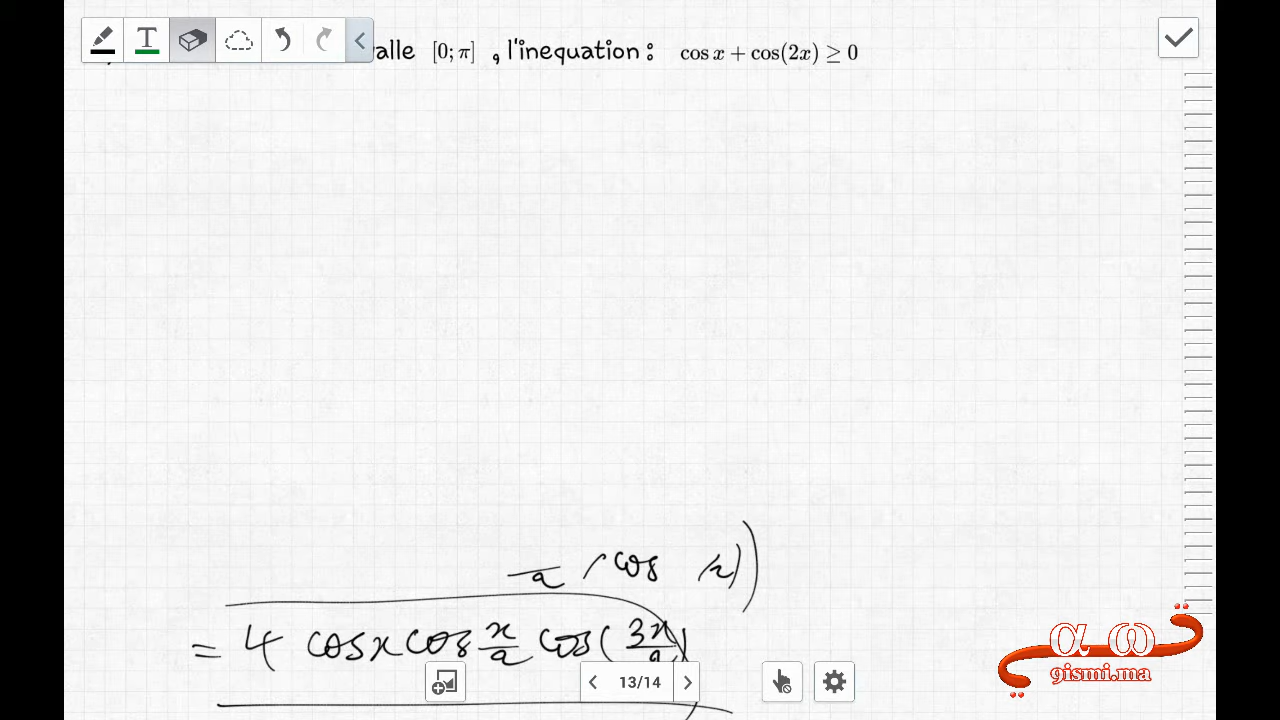 T
alle [0; π] , l'inequation : cos x + cos(2x) ≥ 0
a cos
= 4 cos x cos x/2 cos(3x/2)
13/14
α ω
gismi.ma